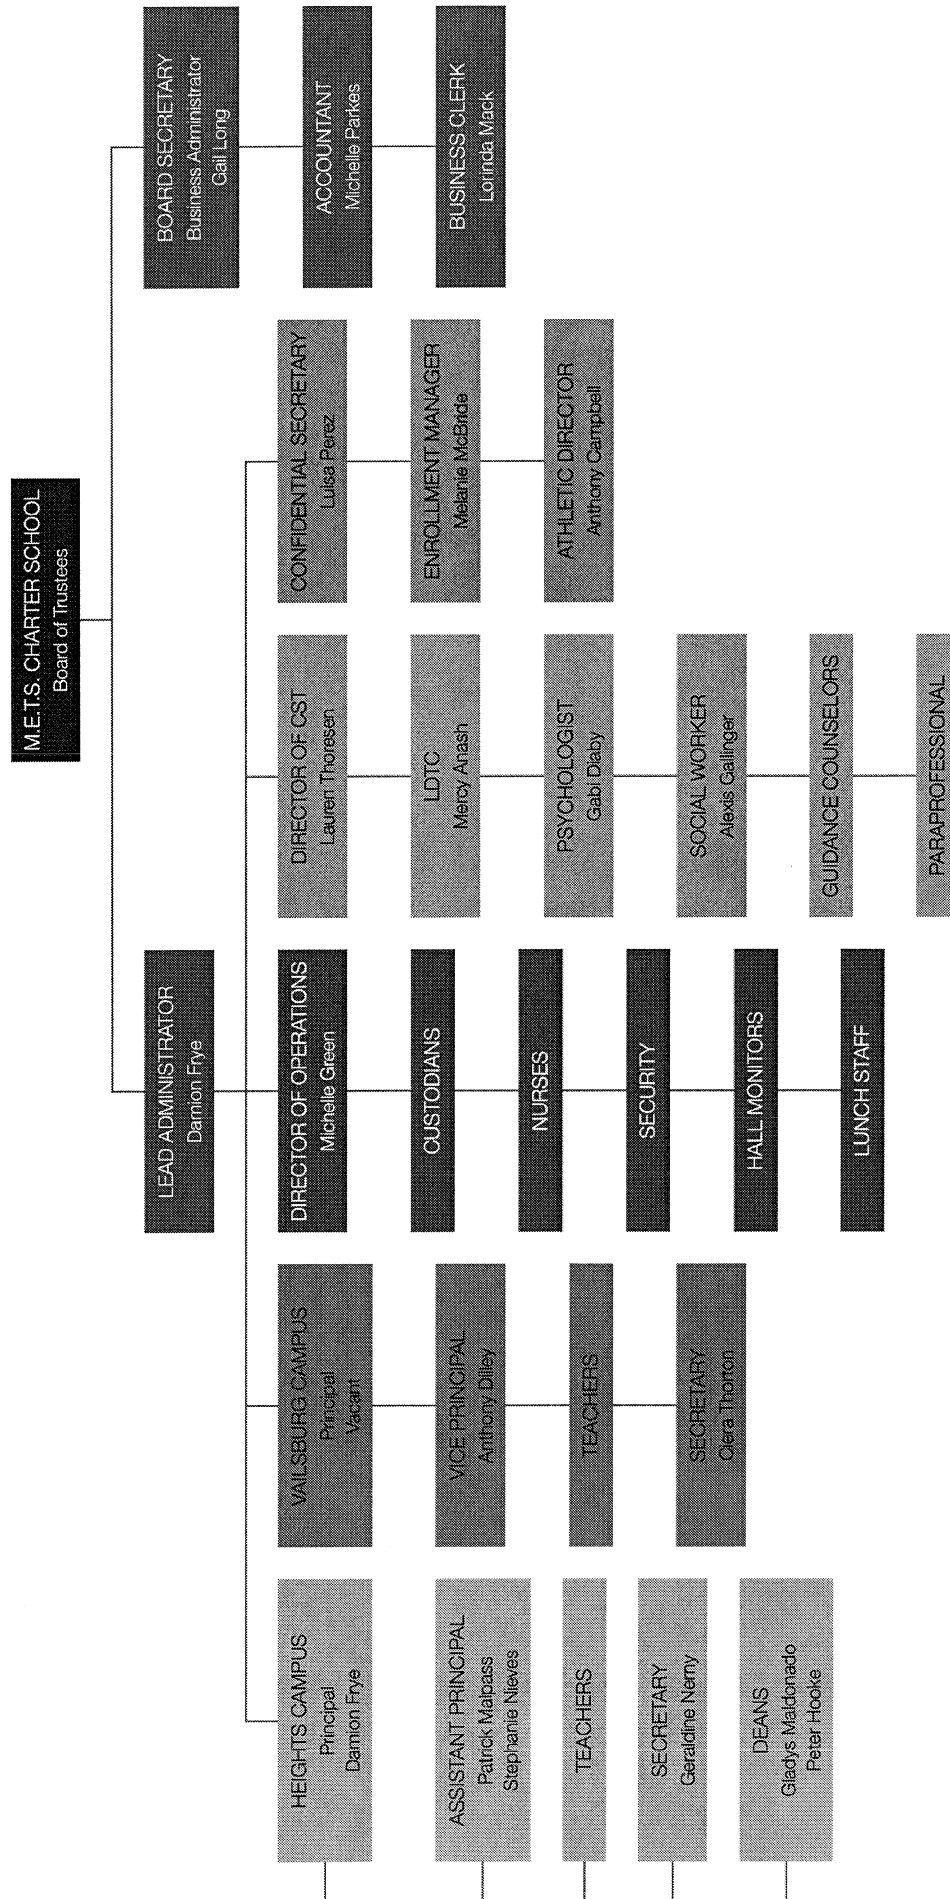 M.E.T.S. CHARTER SCHOOL
Board of Trustees
LEAD ADMINISTRATOR
Damion Frye
BOARD SECRETARY
Business Administrator
Gail Long
HEIGHTS CAMPUS
Principal
Damion Frye
ASSISTANT PRINCIPAL
Patrick Malpass
Stephanie Nieves
TEACHERS
SECRETARY
Geraldine Nerny
DEANS
Gladys Maldonado
Peter Hooke
VAILSBURG CAMPUS
Principal
Vacant
VICE PRINCIPAL
Anthony Dilley
TEACHERS
SECRETARY
Ciera Thorton
DIRECTOR OF OPERATIONS
Michelle Green
CUSTODIANS
NURSES
SECURITY
HALL MONITORS
LUNCH STAFF
DIRECTOR OF CST
Lauren Thoresen
LDTC
Mercy Anash
PSYCHOLOGIST
Gabi Diaby
SOCIAL WORKER
Alexis Gallinger
GUIDANCE COUNSELORS
PARAPROFESSIONAL
CONFIDENTIAL SECRETARY
Luisa Perez
ENROLLMENT MANAGER
Melanie McBride
ATHLETIC DIRECTOR
Anthony Campbell
ACCOUNTANT
Michelle Parkes
BUSINESS CLERK
Lorinda Mack